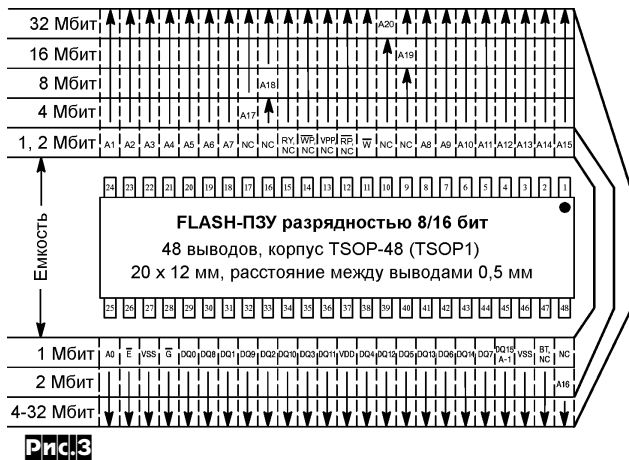 32 Мбит A20
16 Мбит A19
8 Мбит A18
4 Мбит A17
1, 2 Мбит A1 A2 A3 A4 A5 A6 A7 NC NC RY, NC WP, NC VPP, NC RP, NC W NC NC A8 A9 A10 A11 A12 A13 A14 A15
24 23 22 21 20 19 18 17 16 15 14 13 12 11 10 9 8 7 6 5 4 3 2 1
Емкость
FLASH-ПЗУ разрядностью 8/16 бит
48 выводов, корпус TSOP-48 (TSOP1)
20 x 12 мм, расстояние между выводами 0,5 мм
25 26 27 28 29 30 31 32 33 34 35 36 37 38 39 40 41 42 43 44 45 46 47 48
1 Мбит A0 E VSS G DQ0 DQ8 DQ1 DQ9 DQ2 DQ10 DQ3 DQ11 VDD DQ4 DQ12 DQ5 DQ13 DQ6 DQ14 DQ7 DQ15 A-1 VSS BT, NC NC
2 Мбит A16
4-32 Мбит
Рис.3